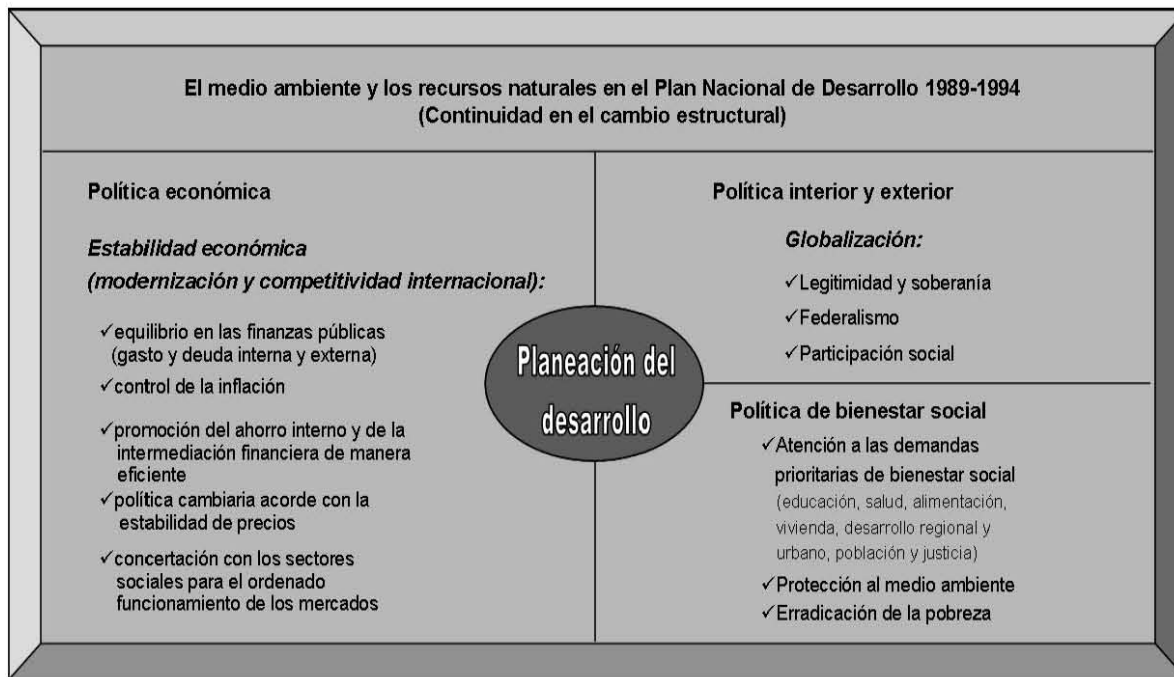 El medio ambiente y los recursos naturales en el Plan Nacional de Desarrollo 1989-1994
(Continuidad en el cambio estructural)
Política económica
Estabilidad económica
(modernización y competitividad internacional):
✓equilibrio en las finanzas públicas
(gasto y deuda interna y externa)
✓control de la inflación
✓promoción del ahorro interno y de la
intermediación financiera de manera
eficiente
✓política cambiaria acorde con la
estabilidad de precios
✓concertación con los sectores
sociales para el ordenado
funcionamiento de los mercados
Planeación del
desarrollo
Política interior y exterior
Globalización:
✓Legitimidad y soberanía
✓Federalismo
✓Participación social
Política de bienestar social
✓Atención a las demandas
prioritarias de bienestar social
(educación, salud, alimentación,
vivienda, desarrollo regional y
urbano, población y justicia)
✓Protección al medio ambiente
✓Erradicación de la pobreza